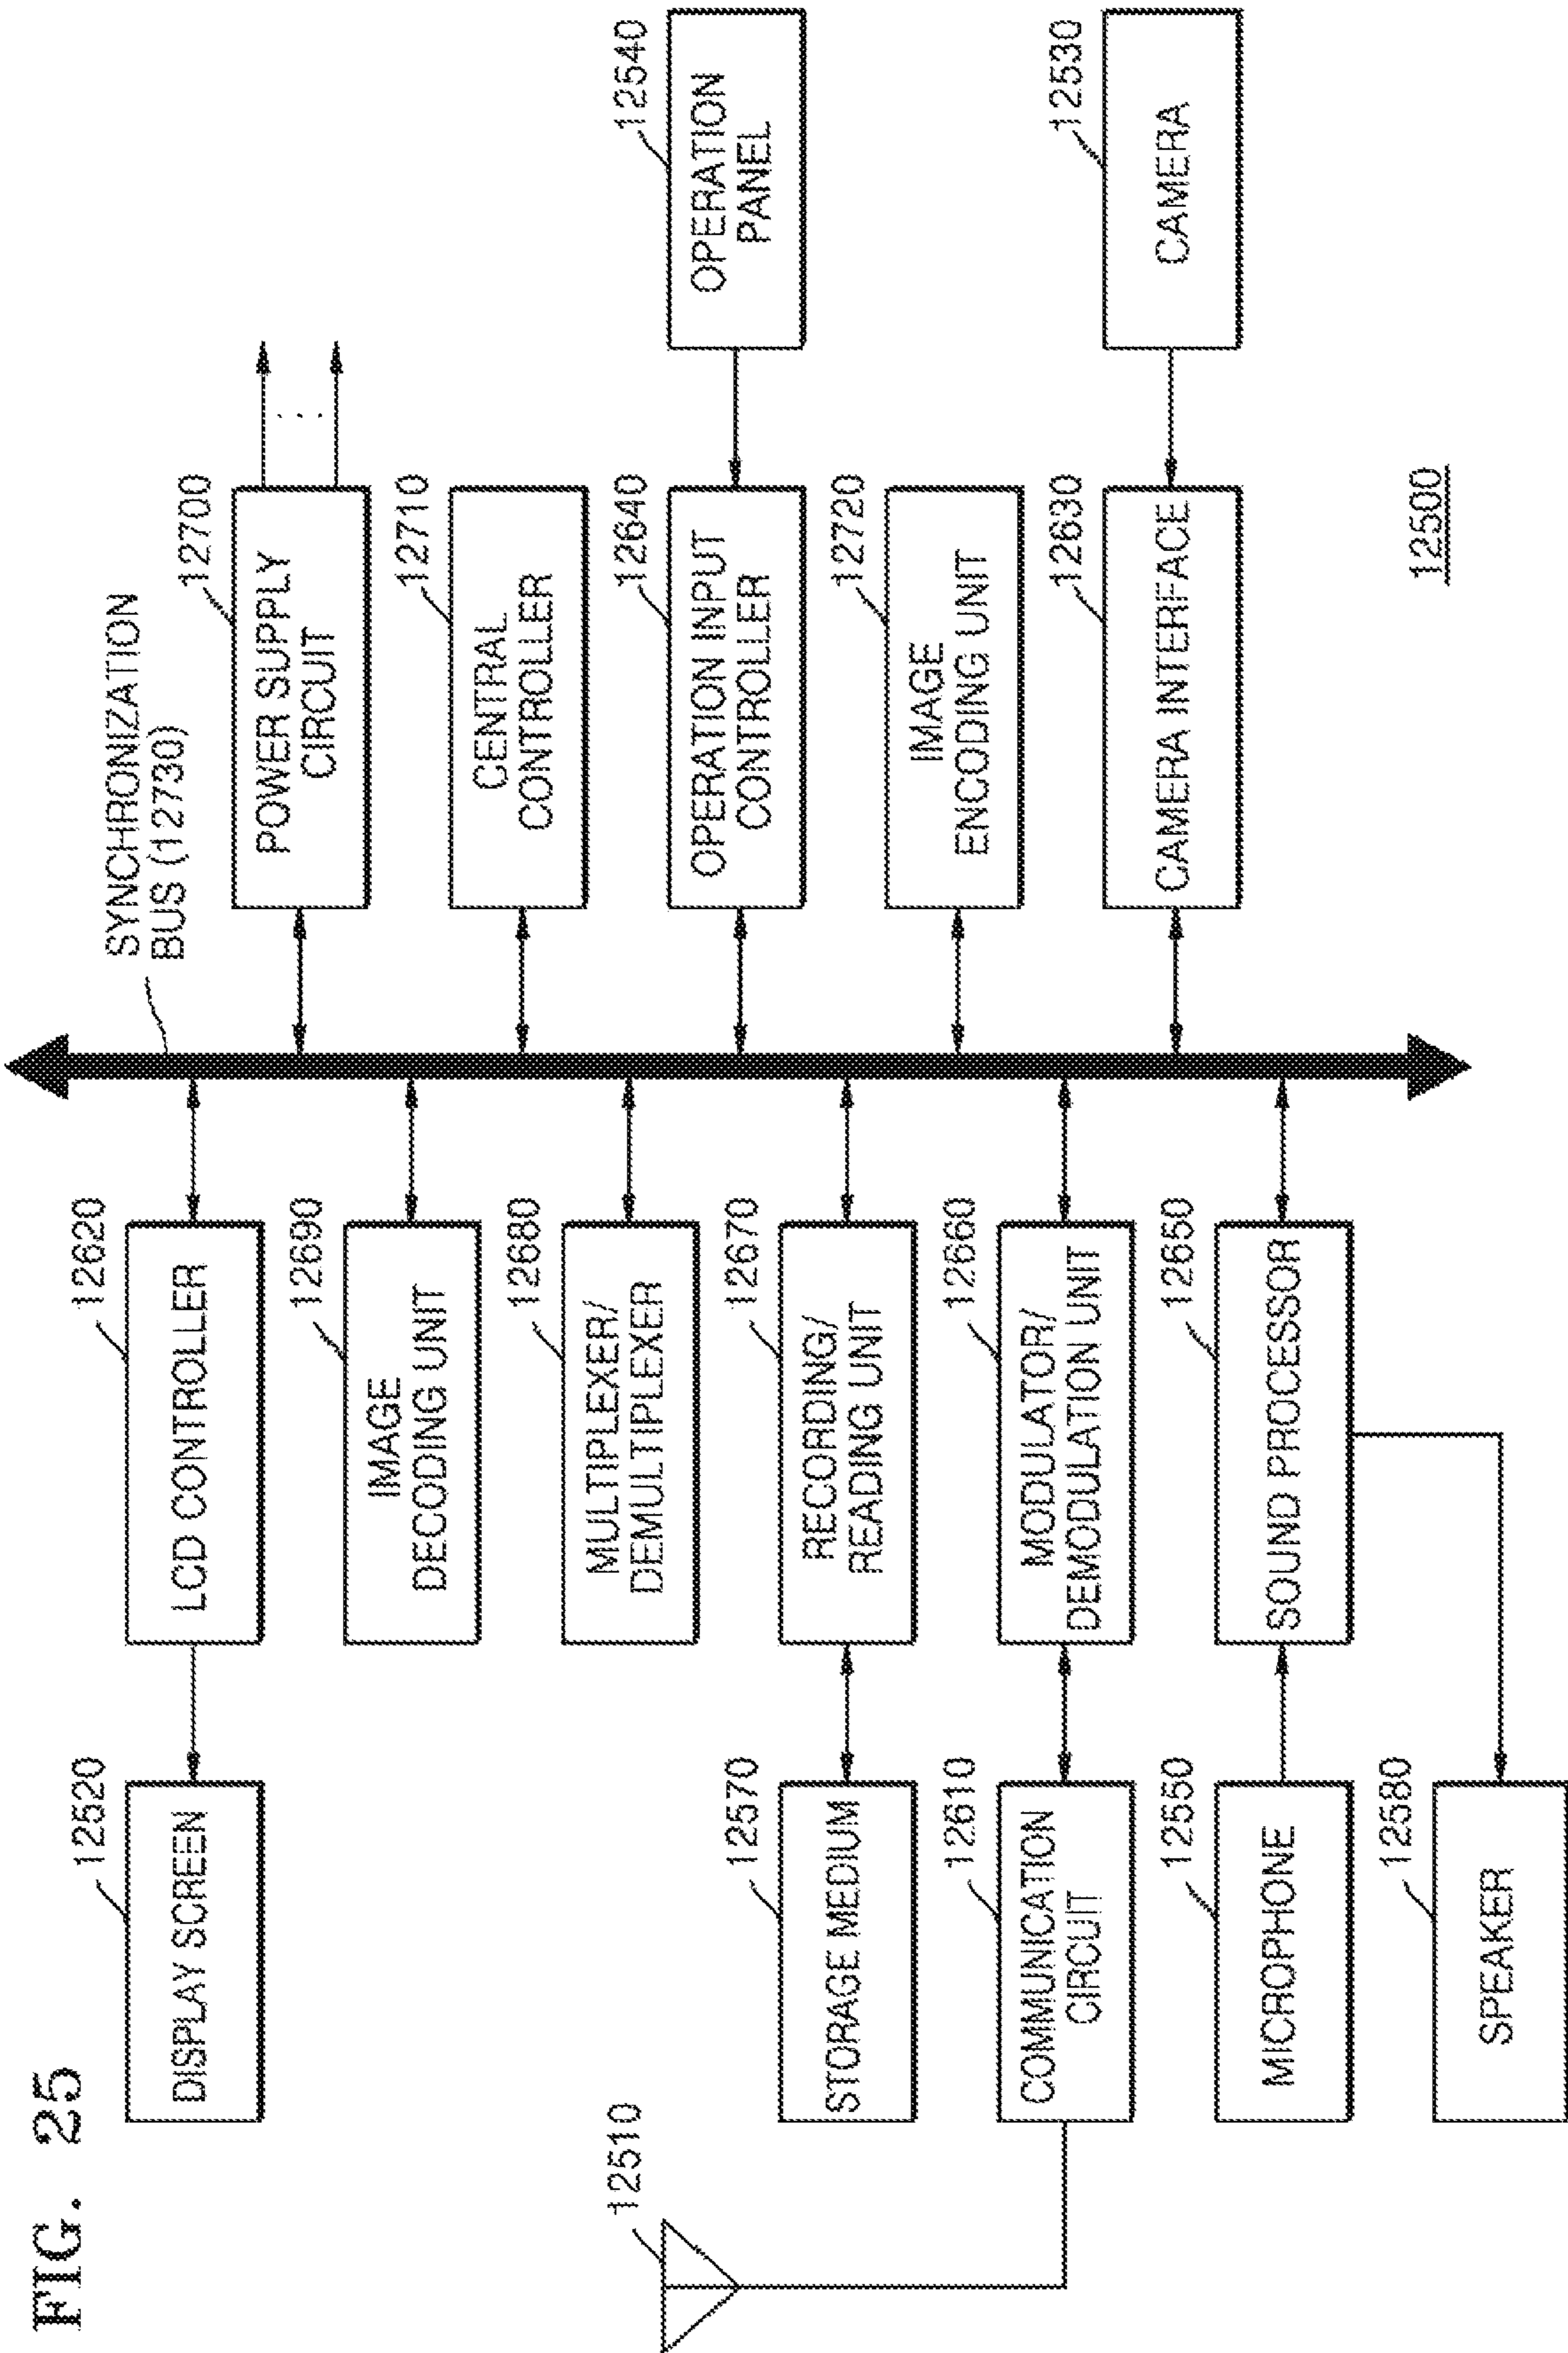 FIG. 25
12510
12520
DISPLAY SCREEN
12620
LCD CONTROLLER
12690
IMAGE
DECODING UNIT
12680
MULTIPLEXER/
DEMULTIPLEXER
12570
STORAGE MEDIUM
12670
RECORDING/
READING UNIT
12610
COMMUNICATION
CIRCUIT
12660
MODULATOR/
DEMODULATION UNIT
12550
MICROPHONE
12650
SOUND PROCESSOR
12580
SPEAKER
SYNCHRONIZATION
BUS (12730)
12700
POWER SUPPLY
CIRCUIT
12710
CENTRAL
CONTROLLER
12640
OPERATION INPUT
CONTROLLER
12540
OPERATION
PANEL
12720
IMAGE
ENCODING UNIT
12630
CAMERA INTERFACE
12530
CAMERA
12500